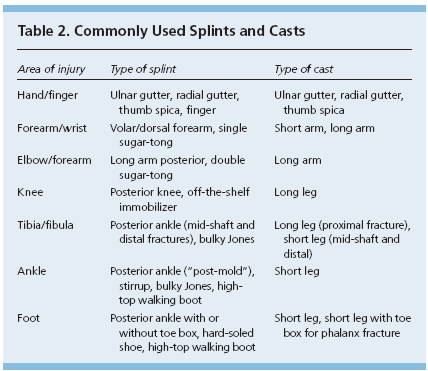 Table 2. Commonly Used Splints and Casts
Area of injury Type of splint Type of cast
Hand/finger Ulnar gutter, radial gutter, Ulnar gutter, radial gutter,
thumb spica, finger thumb spica
Forearm/wrist Volar/dorsal forearm, single Short arm, long arm
sugar-tong
Elbow/forearm Long arm posterior, double Long arm
sugar-tong
Knee Posterior knee, off-the-shelf Long leg
immobilizer
Tibia/fibula Posterior ankle (mid-shaft and Long leg (proximal fracture),
distal fractures), bulky Jones short leg (mid-shaft and
distal)
Ankle Posterior ankle (“post-mold”), Short leg
stirrup, bulky Jones, high-
top walking boot
Foot Posterior ankle with or Short leg, short leg with toe
without toe box, hard-soled box for phalanx fracture
shoe, high-top walking boot